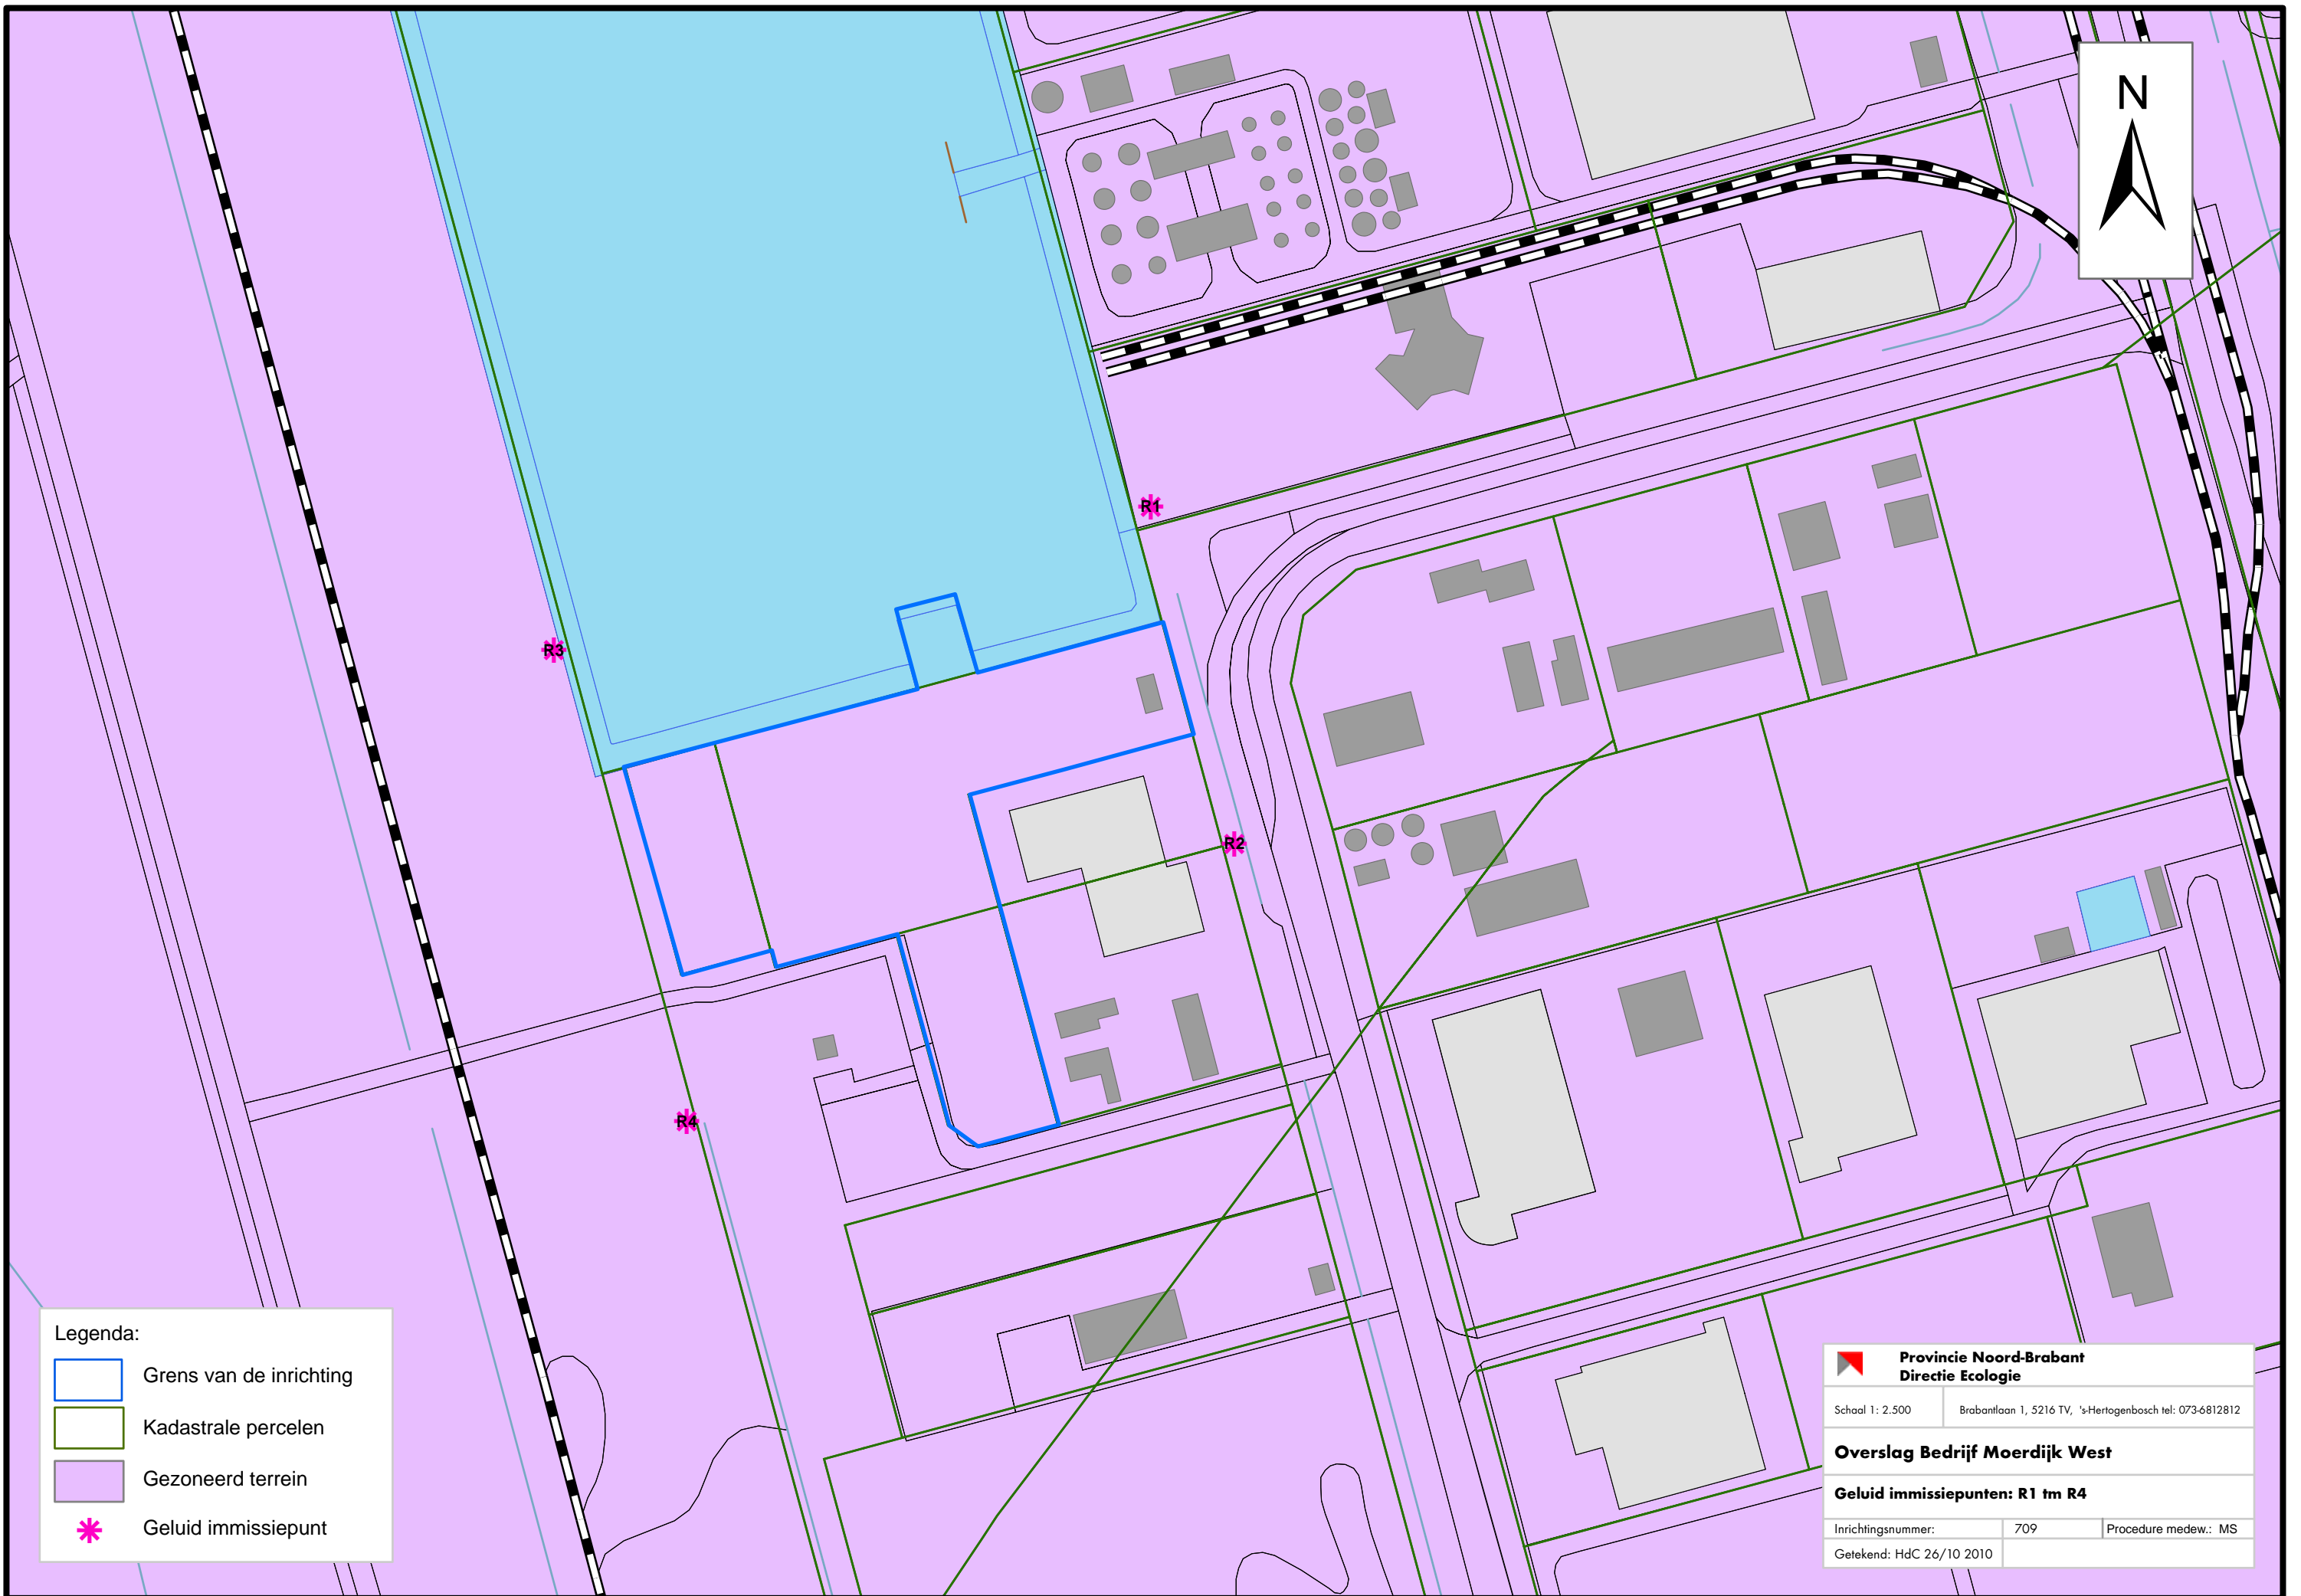 N
R1
R3
R2
R4
Legenda:
Grens van de inrichting
Kadastrale percelen
Gezoneerd terrein
Geluid immissiepunt
Provincie Noord-Brabant
Directie Ecologie
Schaal 1: 2.500 Brabantlaan 1, 5216 TV, 's-Hertogenbosch tel: 073-6812812
Overslag Bedrijf Moerdijk West
Geluid immissiepunten: R1 tm R4
Inrichtingsnummer: 709 Procedure medew.: MS
Getekend: HdC 26/10 2010